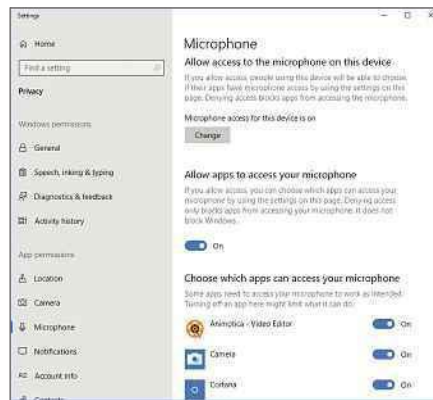 Settings
Home
Find a setting
Privacy
Windows permissions
General
Speech, inking & typing
Diagnostics & feedback
Activity history
App permissions
Location
Camera
Microphone
Notifications
Account info
Contacts
Microphone
Allow access to the microphone on this device
If you allow access, people using this device will be able to choose
if their apps have microphone access by using the settings on this
page. Denying access blocks apps from accessing the microphone.
Microphone access for this device is on
Change
Allow apps to access your microphone
If you allow access, you can choose which apps can access your
microphone by using the settings on this page. Denying access
only blocks apps from accessing your microphone. It does not
block Windows.
On
Choose which apps can access your microphone
Some apps need to access your microphone to work as intended.
Turning off an app here might limit what it can do.
Animotica - Video Editor On
Camera On
Cortana On